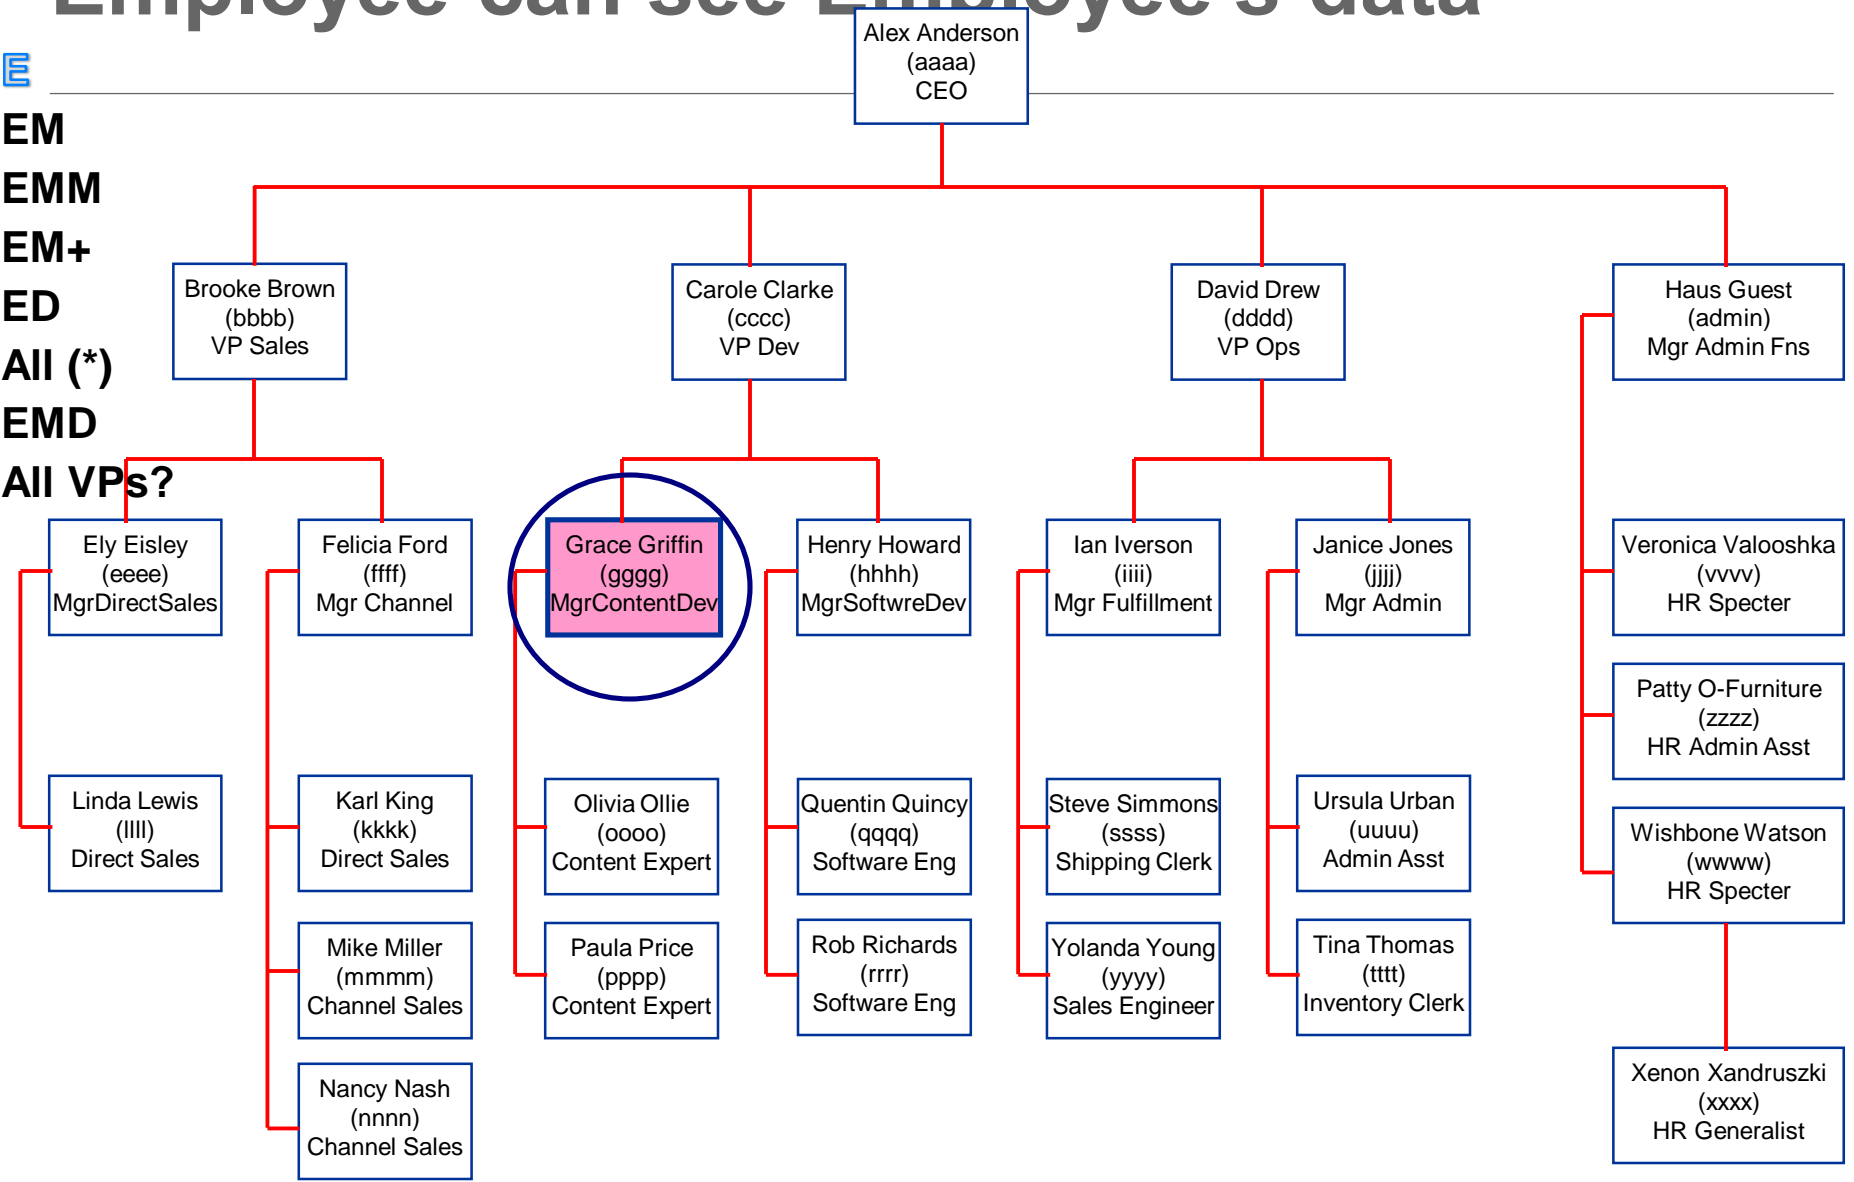 Employee can see Employee's data
E
EM
EMM
EM+
ED
All (*)
EMD
All VPs?
Alex Anderson
(aaaa)
CEO
Brooke Brown
(bbbb)
VP Sales
Carole Clarke
(cccc)
VP Dev
David Drew
(dddd)
VP Ops
Haus Guest
(admin)
Mgr Admin Fns
Ely Eisley
(eeee)
MgrDirectSales
Felicia Ford
(ffff)
Mgr Channel
Grace Griffin
(gggg)
MgrContentDev
Henry Howard
(hhhh)
MgrSoftwreDev
Ian Iverson
(iiii)
Mgr Fulfillment
Janice Jones
(jjjj)
Mgr Admin
Veronica Valooshka
(vvvv)
HR Specter
Patty O-Furniture
(zzzz)
HR Admin Asst
Linda Lewis
(llll)
Direct Sales
Karl King
(kkkk)
Direct Sales
Olivia Ollie
(oooo)
Content Expert
Quentin Quincy
(qqqq)
Software Eng
Steve Simmons
(ssss)
Shipping Clerk
Ursula Urban
(uuuu)
Admin Asst
Wishbone Watson
(wwww)
HR Specter
Mike Miller
(mmmm)
Channel Sales
Paula Price
(pppp)
Content Expert
Rob Richards
(rrrr)
Software Eng
Yolanda Young
(yyyy)
Sales Engineer
Tina Thomas
(tttt)
Inventory Clerk
Nancy Nash
(nnnn)
Channel Sales
Xenon Xandruszki
(xxxx)
HR Generalist